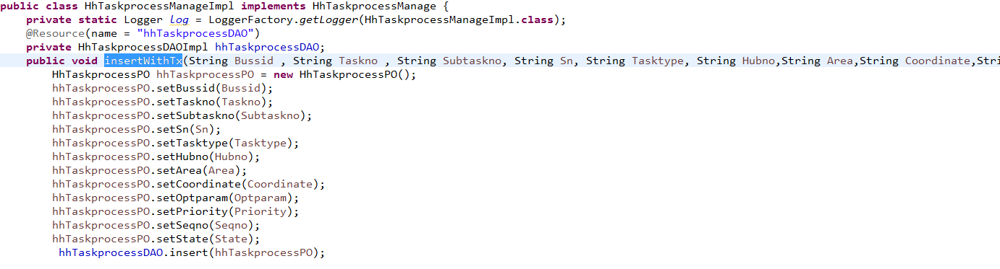 public class HhTaskprocessManageImpl implements HhTaskprocessManage {
private static Logger log = LoggerFactory.getLogger(HhTaskprocessManageImpl.class);
@Resource(name = "hhTaskprocessDAO")
private HhTaskprocessDAOImpl hhTaskprocessDAO;
public void insertWithTx(String Bussid , String Taskno , String Subtaskno, String Sn, String Tasktype, String Hubno,String Area,String Coordinate,Stri
HhTaskprocessPO hhTaskprocessPO = new HhTaskprocessPO();
hhTaskprocessPO.setBussid(Bussid);
hhTaskprocessPO.setTaskno(Taskno);
hhTaskprocessPO.setSubtaskno(Subtaskno);
hhTaskprocessPO.setSn(Sn);
hhTaskprocessPO.setTasktype(Tasktype);
hhTaskprocessPO.setHubno(Hubno);
hhTaskprocessPO.setArea(Area);
hhTaskprocessPO.setCoordinate(Coordinate);
hhTaskprocessPO.setOptparam(Optparam);
hhTaskprocessPO.setPriority(Priority);
hhTaskprocessPO.setSeqno(Seqno);
hhTaskprocessPO.setState(State);
hhTaskprocessDAO.insert(hhTaskprocessPO);